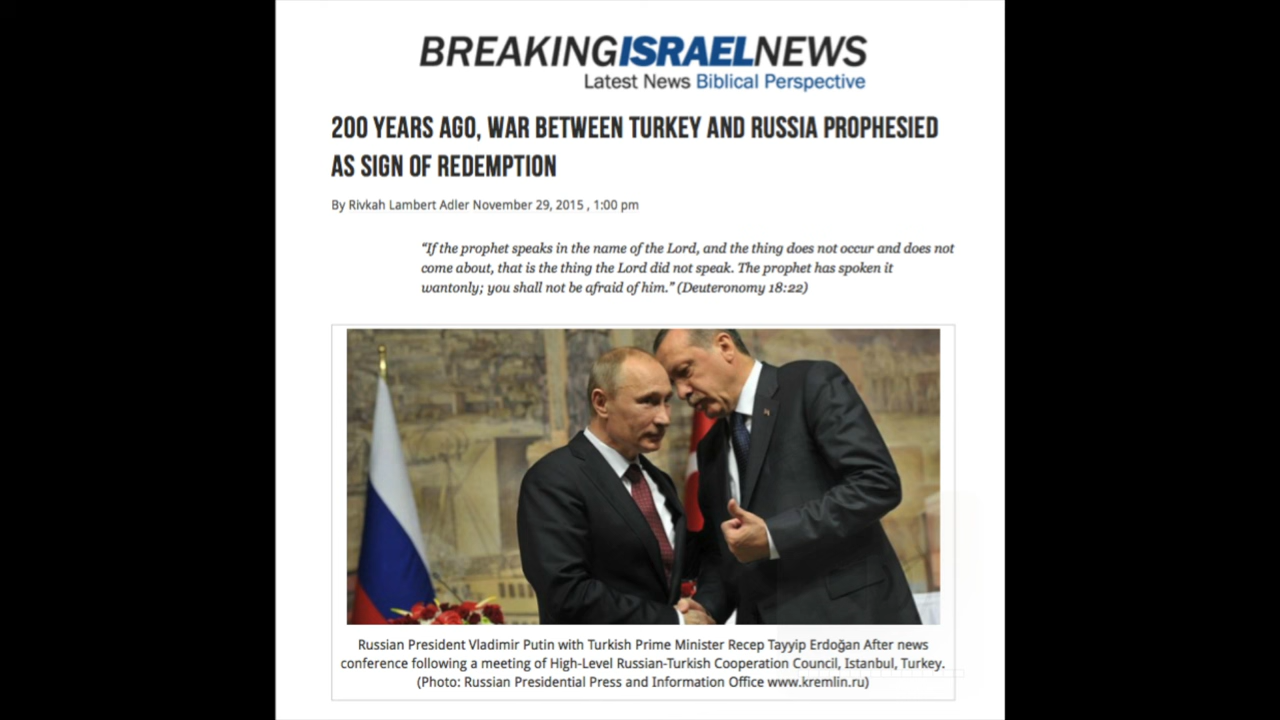 BREAKINGISRAELNEWS
Latest News Biblical Perspective
200 YEARS AGO, WAR BETWEEN TURKEY AND RUSSIA PROPHESIED
AS SIGN OF REDEMPTION
By Rivkah Lambert Adler November 29, 2015 , 1:00 pm
“If the prophet speaks in the name of the Lord, and the thing does not occur and does not
come about, that is the thing the Lord did not speak. The prophet has spoken it
wantonly; you shall not be afraid of him.” (Deuteronomy 18:22)
Russian President Vladimir Putin with Turkish Prime Minister Recep Tayyip Erdoğan After news
conference following a meeting of High-Level Russian-Turkish Cooperation Council, Istanbul, Turkey.
(Photo: Russian Presidential Press and Information Office www.kremlin.ru)